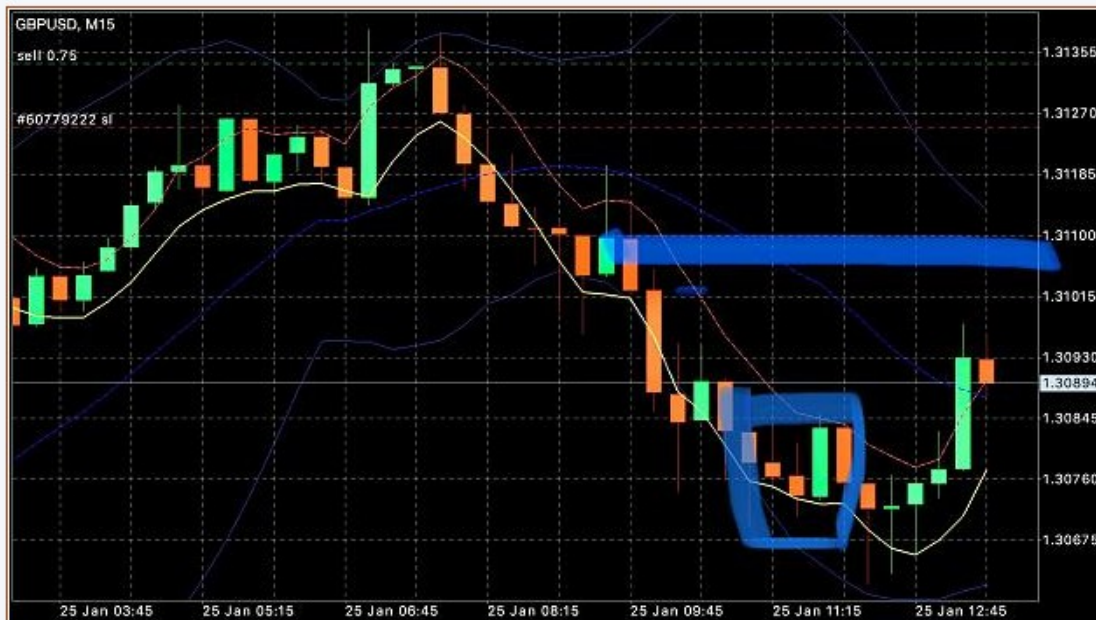 GBPUSD, M15
sell 0.75
#60779222 sl
1.31355
1.31270
1.31185
1.31100
1.31015
1.30930
1.30894
1.30845
1.30760
1.30675
25 Jan 03:45
25 Jan 05:15
25 Jan 06:45
25 Jan 08:15
25 Jan 09:45
25 Jan 11:15
25 Jan 12:45